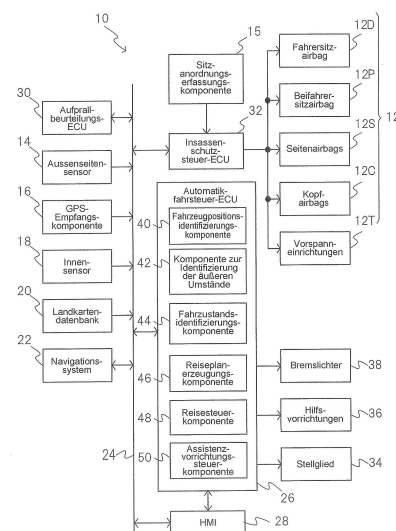 10
15
Sitz-
anordnungs-
erfassungs-
komponente
30
Aufprall-
beurteilungs-
ECU
14
Aussenseiten-
sensor
16
GPS-
Empfangs-
komponente
18
Innen-
sensor
20
Landkarten-
datenbank
22
Navigations-
system
32
Insassen-
schutz-
steuer-ECU
12D
Fahrersitz-
airbag
12P
Beifahrer-
sitzairbag
12
12S
Seitenairbags
12C
Kopf-
airbags
12T
Vorspann-
einrichtungen
Automatik-
fahrsteuer-ECU
40
Fahrzeugpositions-
identifizierungs-
komponente
42
Komponente zur
Identifizierung
der äußeren
Umstände
44
Fahrzustands-
identifizierungs-
komponente
46
Reiseplan-
erzeugungs-
komponente
48
Reisesteuer-
komponente
50
Assistenz-
vorrichtungs-
steuer-
komponente
24
26
Bremslichter
38
Hilfs-
vorrichtungen
36
Stellglied
34
HMI
28